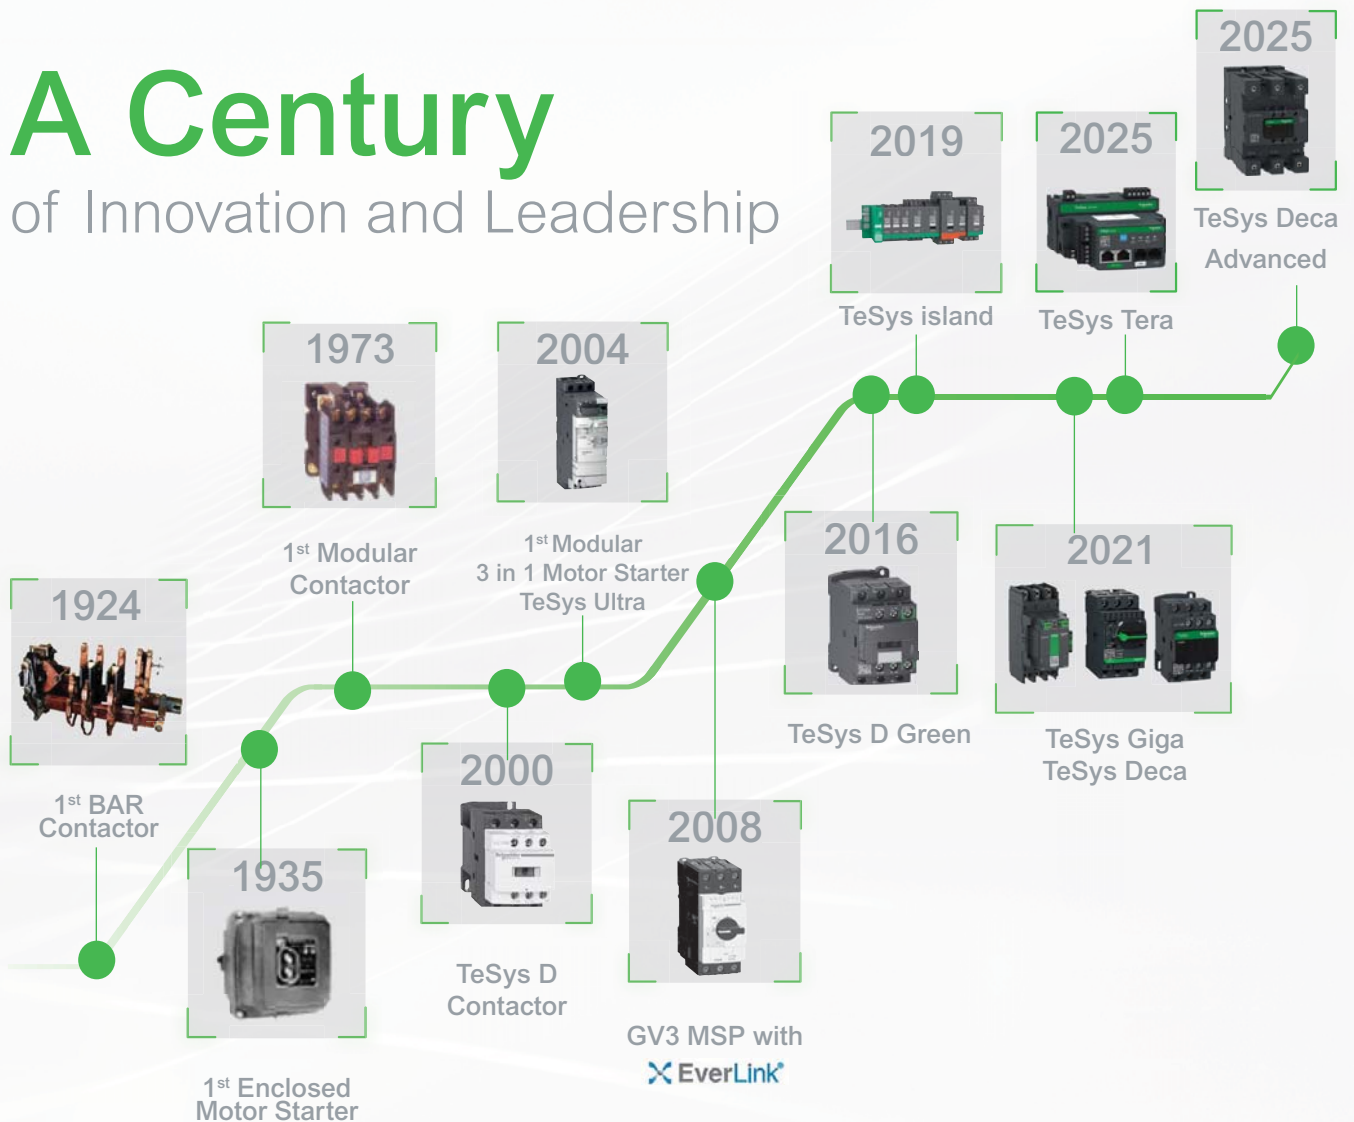 A Century
of Innovation and Leadership
1924
1st BAR
Contactor
1935
1st Enclosed
Motor Starter
1973
1st Modular
Contactor
2000
TeSys D
Contactor
2004
1st Modular
3 in 1 Motor Starter
TeSys Ultra
2008
GV3 MSP with
EverLink®
2016
TeSys D Green
2019
TeSys island
2021
TeSys Giga
TeSys Deca
2025
TeSys Tera
2025
TeSys Deca
Advanced